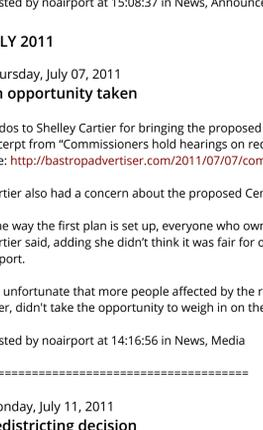 sted by noairport at 15:08:37 in News, Announce
LY 2011
ursday, July 07, 2011
n opportunity taken
dos to Shelley Cartier for bringing the proposed
cerpt from “Commissioners hold hearings on red
e: http://bastropadvertiser.com/2011/07/07/com
rtier also had a concern about the proposed Cen
he way the first plan is set up, everyone who own
rtier said, adding she didn’t think it was fair for o
port.
unfortunate that more people affected by the r
er, didn't take the opportunity to weigh in on the
sted by noairport at 14:16:56 in News, Media
=====================================
onday, July 11, 2011
edistricting decision